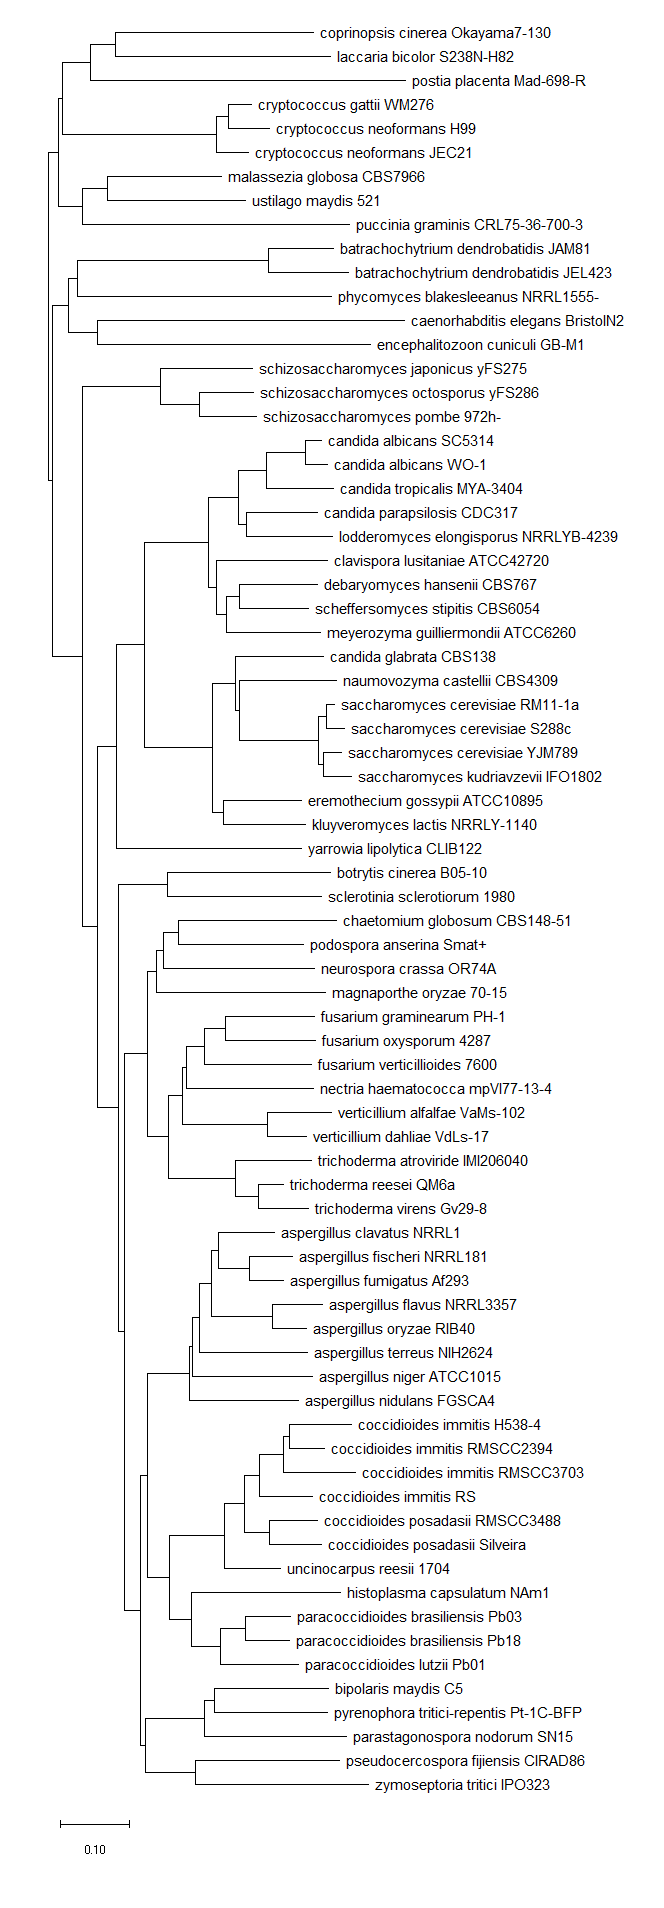 coprinopsis cinerea Okayama7-130
laccaria bicolor S238N-H82
postia placenta Mad-698-R
cryptococcus gattii WM276
cryptococcus neoformans H99
cryptococcus neoformans JEC21
malassezia globosa CBS7966
ustilago maydis 521
puccinia graminis CRL75-36-700-3
batrachochytrium dendrobatidis JAM81
batrachochytrium dendrobatidis JEL423
phycomyces blakesleeanus NRRL1555-
caenorhabditis elegans BristolN2
encephalitozoon cuniculi GB-M1
schizosaccharomyces japonicus yFS275
schizosaccharomyces octosporus yFS286
schizosaccharomyces pombe 972h-
candida albicans SC5314
candida albicans WO-1
candida tropicalis MYA-3404
candida parapsilosis CDC317
lodderomyces elongisporus NRRLYB-4239
clavispora lusitaniae ATCC42720
debaryomyces hansenii CBS767
scheffersomyces stipitis CBS6054
meyerozyma guilliermondii ATCC6260
candida glabrata CBS138
naumovozyma castellii CBS4309
saccharomyces cerevisiae RM11-1a
saccharomyces cerevisiae S288c
saccharomyces cerevisiae YJM789
saccharomyces kudriavzevii IFO1802
eremothecium gossypii ATCC10895
kluyveromyces lactis NRRLY-1140
yarrowia lipolytica CLIB122
botrytis cinerea B05-10
sclerotinia sclerotiorum 1980
chaetomium globosum CBS148-51
podospora anserina Smat+
neurospora crassa OR74A
magnaporthe oryzae 70-15
fusarium graminearum PH-1
fusarium oxysporum 4287
fusarium verticillioides 7600
nectria haematococca mpVI77-13-4
verticillium alfalfae VaMs-102
verticillium dahliae VdLs-17
trichoderma atroviride IMI206040
trichoderma reesei QM6a
trichoderma virens Gv29-8
aspergillus clavatus NRRL1
aspergillus fischeri NRRL181
aspergillus fumigatus Af293
aspergillus flavus NRRL3357
aspergillus oryzae RIB40
aspergillus terreus NIH2624
aspergillus niger ATCC1015
aspergillus nidulans FGSCA4
coccidioides immitis H538-4
coccidioides immitis RMSCC2394
coccidioides immitis RMSCC3703
coccidioides immitis RS
coccidioides posadasii RMSCC3488
coccidioides posadasii Silveira
uncinocarpus reesii 1704
histoplasma capsulatum NAm1
paracoccidioides brasiliensis Pb03
paracoccidioides brasiliensis Pb18
paracoccidioides lutzii Pb01
bipolaris maydis C5
pyrenophora tritici-repentis Pt-1C-BFP
parastagonospora nodorum SN15
pseudocercospora fijiensis CIRAD86
zymoseptoria tritici IPO323
0.10